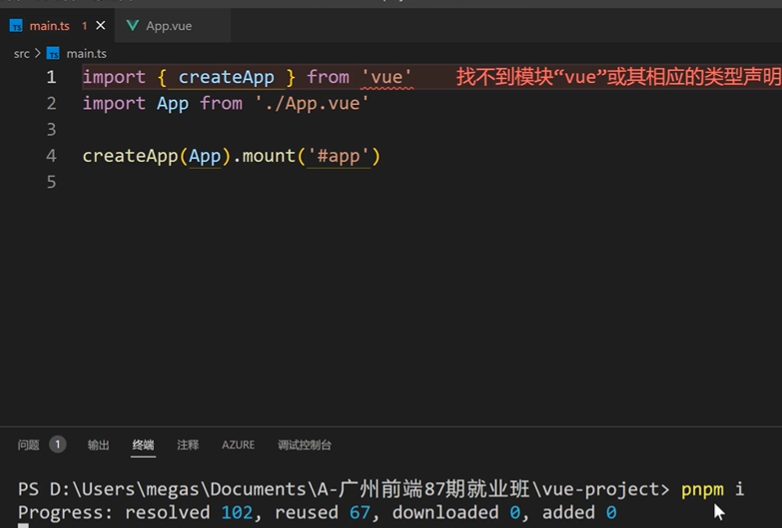 TS main.ts 1 × App.vue
src > TS main.ts
1 import { createApp } from 'vue' 找不到模块“vue”或其相应的类型声明
2 import App from './App.vue'
3
4 createApp(App).mount('#app')
5
问题 1 输出 终端 注释 AZURE 调试控制台
PS D:\Users\megas\Documents\A-广州前端87期就业班\vue-project> pnpm i
Progress: resolved 102, reused 67, downloaded 0, added 0